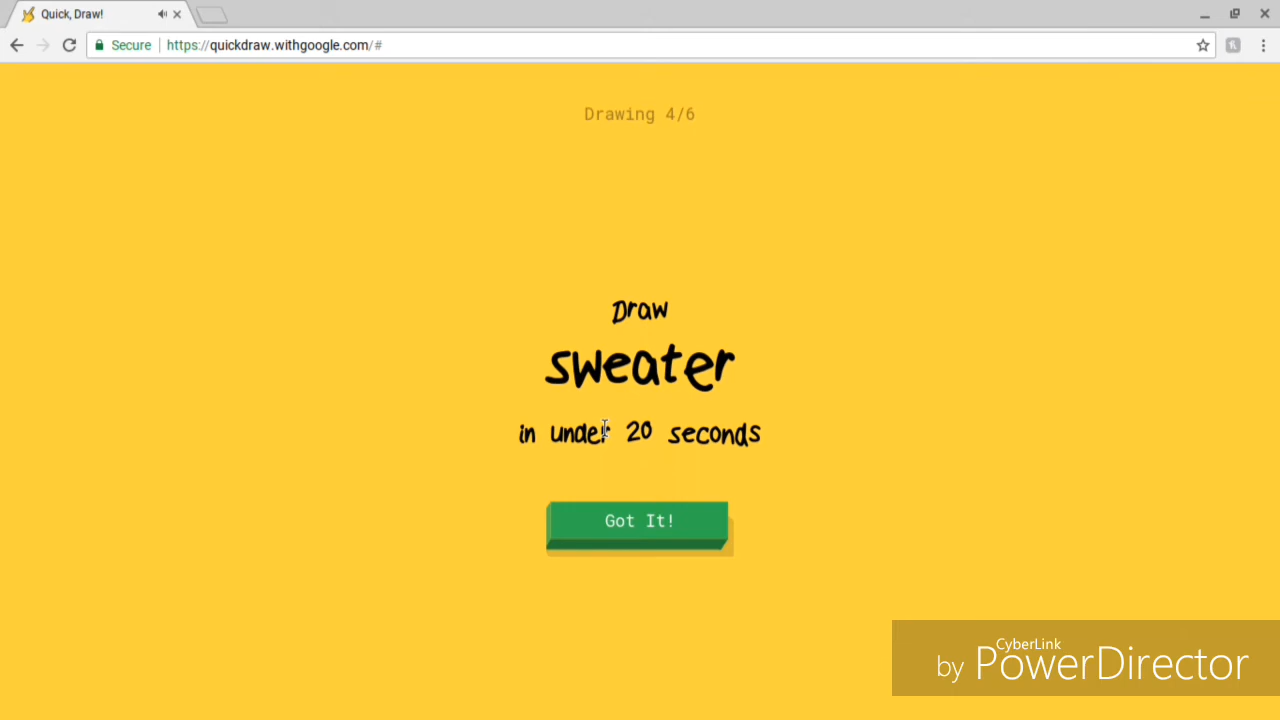 Quick, Draw!
Secure https://quickdraw.withgoogle.com/#
Drawing 4/6
Draw
sweater
in under 20 seconds
Got It!
CyberLink
by PowerDirector